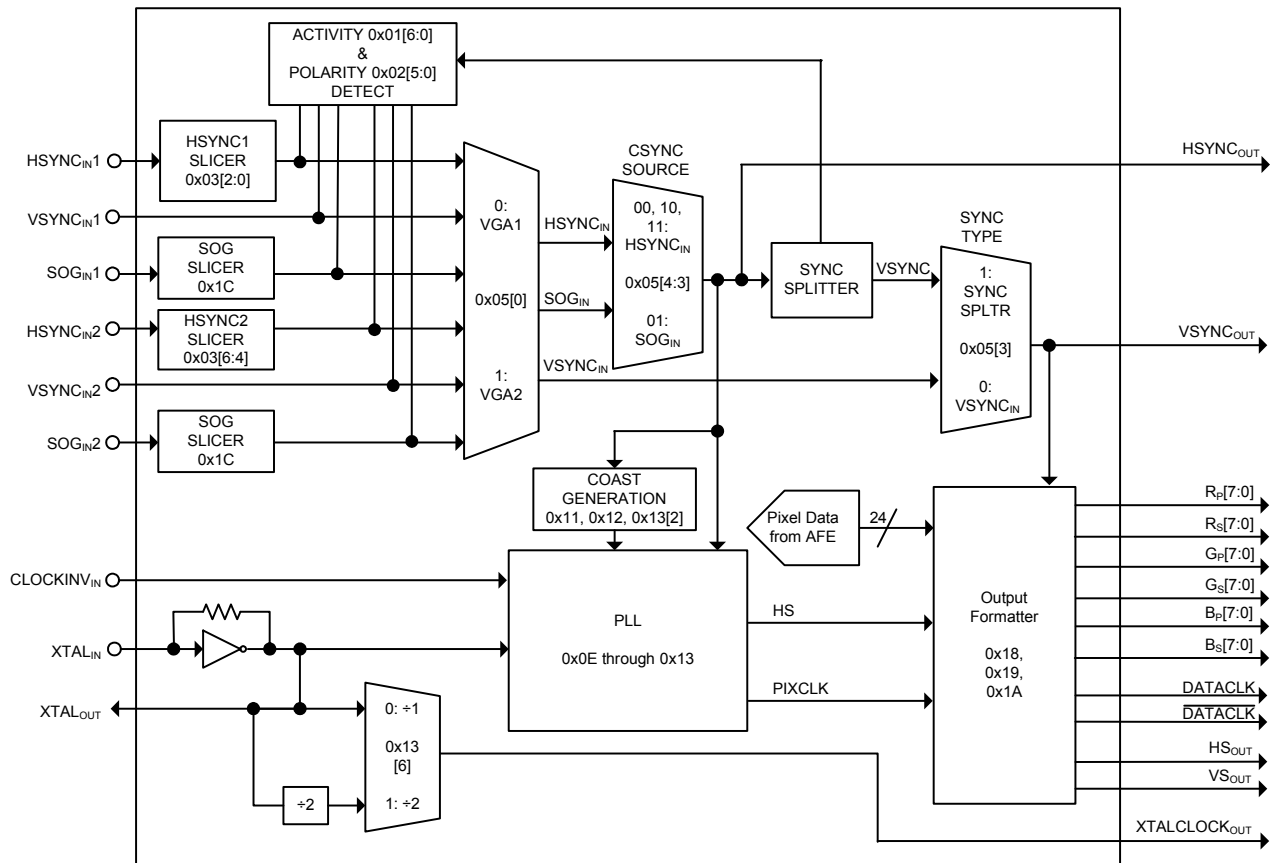 ACTIVITY 0x01[6:0]
&
POLARITY 0x02[5:0]
DETECT
HSYNCIN1
HSYNC1
SLICER
0x03[2:0]
VSYNCIN1
SOGIN1
SOG
SLICER
0x1C
HSYNCIN2
HSYNC2
SLICER
0x03[6:4]
VSYNCIN2
SOGIN2
SOG
SLICER
0x1C
0:
VGA1
0x05[0]
1:
VGA2
HSYNCIN
SOGIN
VSYNCIN
CSYNC
SOURCE
00, 10,
11:
HSYNCIN
0x05[4:3]
01:
SOGIN
SYNC
SPLITTER
VSYNC
SYNC
TYPE
1:
SYNC
SPLTR
0x05[3]
0:
VSYNCIN
HSYNCOUT
VSYNCOUT
COAST
GENERATION
0x11, 0x12, 0x13[2]
Pixel Data
from AFE
24
CLOCKINVIN
XTALIN
XTALOUT
PLL
0x0E through 0x13
HS
PIXCLK
Output
Formatter
0x18,
0x19,
0x1A
0: ÷1
0x13
[6]
1: ÷2
÷2
RP[7:0]
RS[7:0]
GP[7:0]
GS[7:0]
BP[7:0]
BS[7:0]
DATACLK
DATACLK
HSOUT
VSOUT
XTALCLOCKOUT